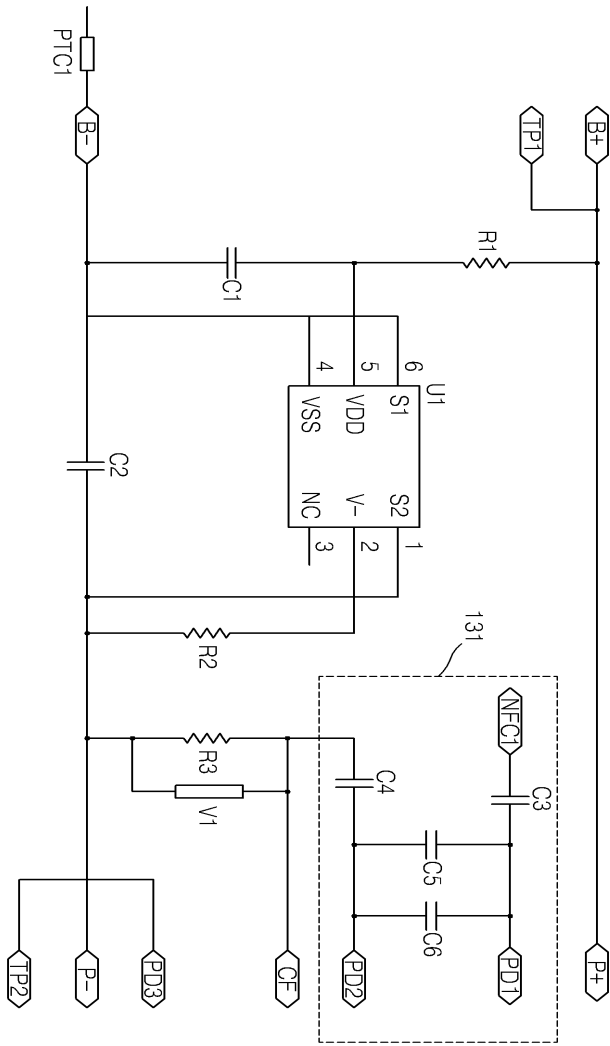 B+
P+
TP1
R1
NFC1
C3
PD1
131
U1
6
S1
S2
1
5
VDD
V-
2
4
VSS
NC
3
C5
C6
C4
PD2
C1
CF
R2
R3
V1
PD3
PTC1
B-
C2
P-
TP2